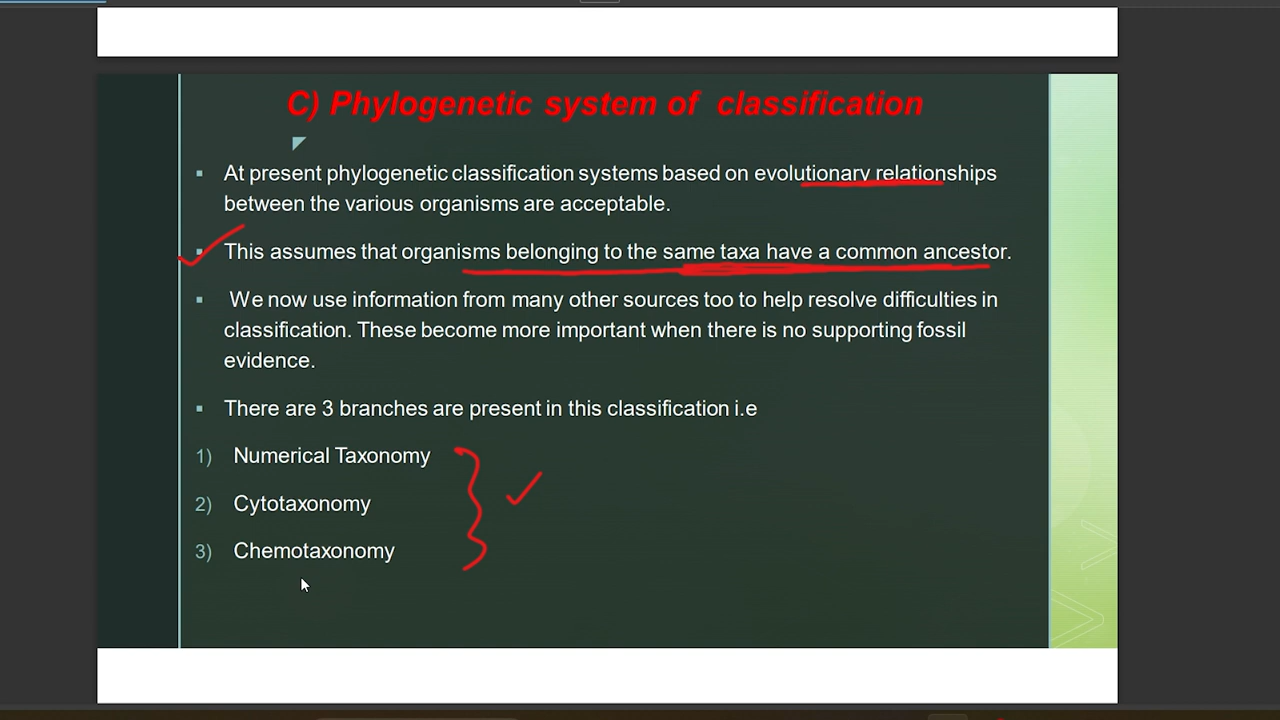 C) Phylogenetic system of classification
▪ At present phylogenetic classification systems based on evolutionary relationships
between the various organisms are acceptable.
▪ This assumes that organisms belonging to the same taxa have a common ancestor.
▪ We now use information from many other sources too to help resolve difficulties in
classification. These become more important when there is no supporting fossil
evidence.
▪ There are 3 branches are present in this classification i.e
1) Numerical Taxonomy
2) Cytotaxonomy
3) Chemotaxonomy